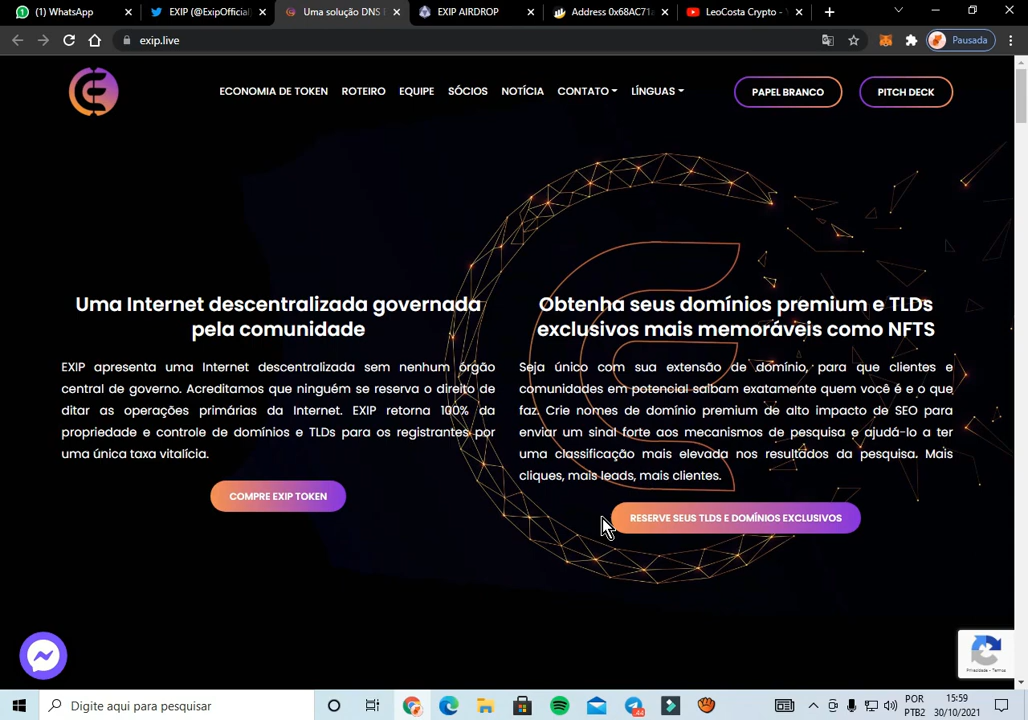 (1) WhatsApp
EXIP (@ExipOfficial
Uma solução DNS
EXIP AIRDROP
Address 0x68AC71
LeoCosta Crypto -
exip.live
Pausada
ECONOMIA DE TOKEN
ROTEIRO
EQUIPE
SÓCIOS
NOTÍCIA
CONTATO
LÍNGUAS
PAPEL BRANCO
PITCH DECK
Uma Internet descentralizada governada
pela comunidade
EXIP apresenta uma Internet descentralizada sem nenhum órgão
central de governo. Acreditamos que ninguém se reserva o direito de
ditar as operações primárias da Internet. EXIP retorna 100% da
propriedade e controle de domínios e TLDs para os registrantes por
uma única taxa vitalícia.
COMPRE EXIP TOKEN
Obtenha seus domínios premium e TLDs
exclusivos mais memoráveis como NFTS
Seja único com sua extensão de domínio, para que clientes e
comunidades em potencial saibam exatamente quem você é e o que
faz. Crie nomes de domínio premium de alto impacto de SEO para
enviar um sinal forte aos mecanismos de pesquisa e ajudá-lo a ter
uma classificação mais elevada nos resultados da pesquisa. Mais
cliques, mais leads, mais clientes.
RESERVE SEUS TLDS E DOMÍNIOS EXCLUSIVOS
Privacidade - Termos
Digite aqui para pesquisar
44
POR
PTB2
15:59
30/10/2021